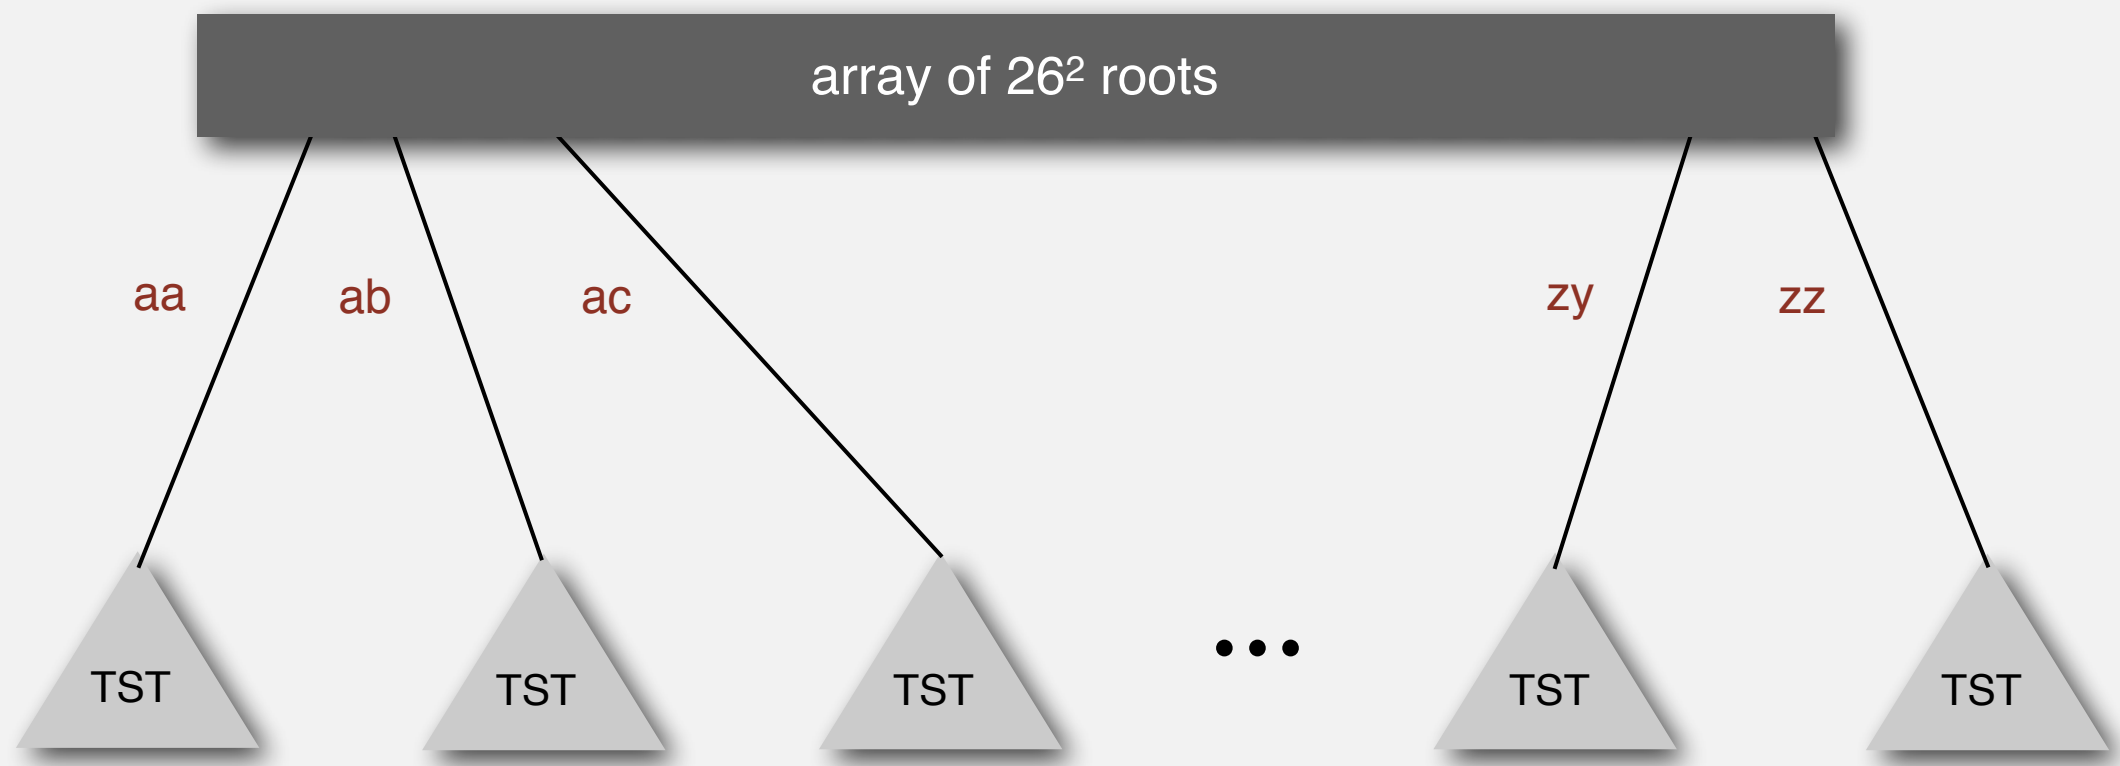 array of 26² roots
aa ab ac zy zz
TST TST TST ... TST TST